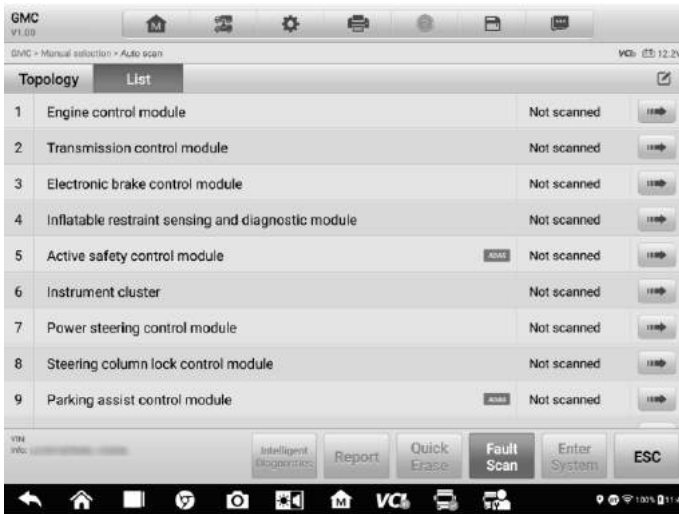 GMC
V1.00
GMC > Manual selection > Auto scan
VCI 12.2V
Topology List
1 Engine control module Not scanned
2 Transmission control module Not scanned
3 Electronic brake control module Not scanned
4 Inflatable restraint sensing and diagnostic module Not scanned
5 Active safety control module ADAS Not scanned
6 Instrument cluster Not scanned
7 Power steering control module Not scanned
8 Steering column lock control module Not scanned
9 Parking assist control module ADAS Not scanned
VIN
Info:
Intelligent Diagnostics
Report
Quick Erase
Fault Scan
Enter System
ESC
M VCI 100%